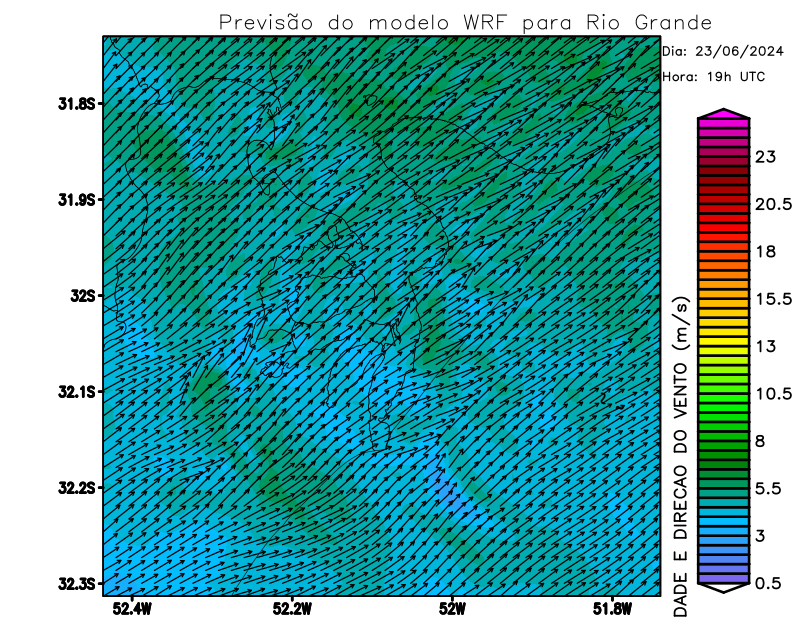 Previsão do modelo WRF para Rio Grande
Dia: 23/06/2024
Hora: 19h UTC
31.8S
31.9S
32S
32.1S
32.2S
32.3S
52.4W
52.2W
52W
51.8W
DADE E DIRECAO DO VENTO (m/s)
23
20.5
18
15.5
13
10.5
8
5.5
3
0.5